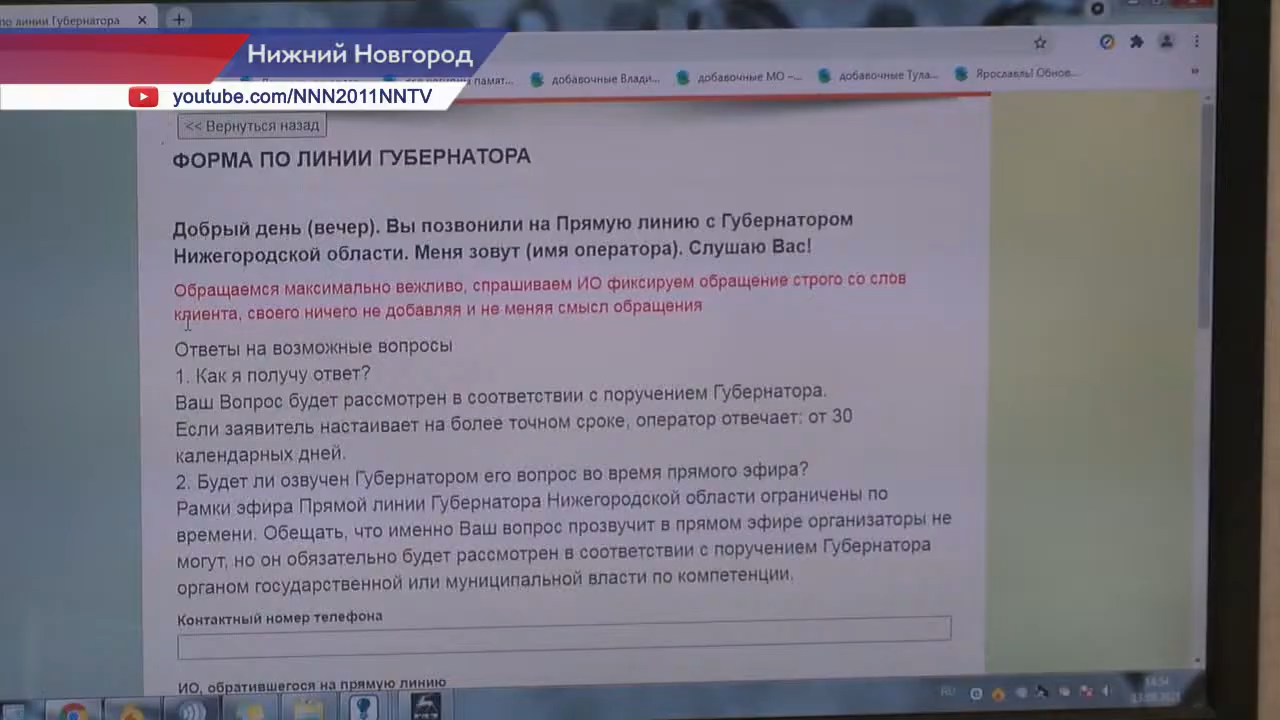 по линии Губернатора
Нижний Новгород
youtube.com/NNN2011NNTV
памят... добавочные Влади... добавочные МО –... добавочные Тула... Ярославль! Обнов...
<< Вернуться назад
ФОРМА ПО ЛИНИИ ГУБЕРНАТОРА
Добрый день (вечер). Вы позвонили на Прямую линию с Губернатором
Нижегородской области. Меня зовут (имя оператора). Слушаю Вас!
Обращаемся максимально вежливо, спрашиваем ИО фиксируем обращение строго со слов
клиента, своего ничего не добавляя и не меняя смысл обращения
Ответы на возможные вопросы
1. Как я получу ответ?
Ваш Вопрос будет рассмотрен в соответствии с поручением Губернатора.
Если заявитель настаивает на более точном сроке, оператор отвечает: от 30
календарных дней.
2. Будет ли озвучен Губернатором его вопрос во время прямого эфира?
Рамки эфира Прямой линии Губернатора Нижегородской области ограничены по
времени. Обещать, что именно Ваш вопрос прозвучит в прямом эфире организаторы не
могут, но он обязательно будет рассмотрен в соответствии с поручением Губернатора
органом государственной или муниципальной власти по компетенции.
Контактный номер телефона
ИО, обратившегося на прямую линию
RU